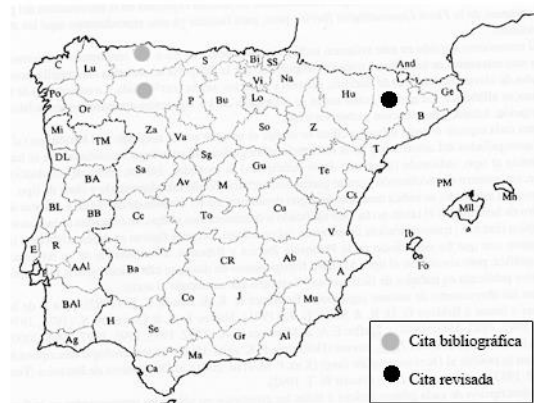 C
Lu
S
Bi
SS
And
Po
Or
P
Bu
Vi
Na
Lo
Hu
Ge
B
Mi
TM
Za
Va
So
Z
T
DL
Sa
Sg
Gu
Te
BA
Av
M
Cs
PM
Mn
Mll
BL
BB
Cc
To
Cu
V
Ib
Fo
E
R
AAl
Ba
CR
Ab
A
BAl
Co
J
Mu
Ag
H
Se
Gr
Al
Ca
Ma
Cita bibliográfica
Cita revisada